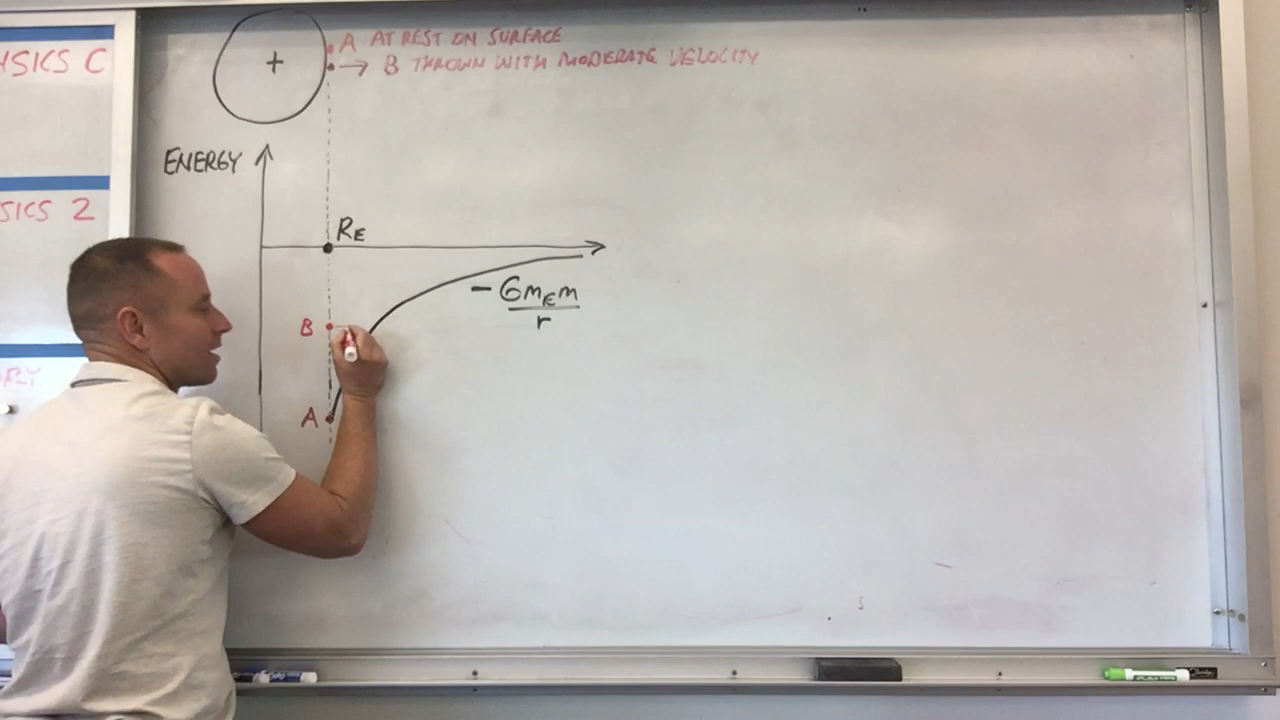 SICS C
SICS 2
+
A AT REST ON SURFACE
→ B THROWN WITH MODERATE VELOCITY
ENERGY
RE
-GmEm
r
B
A